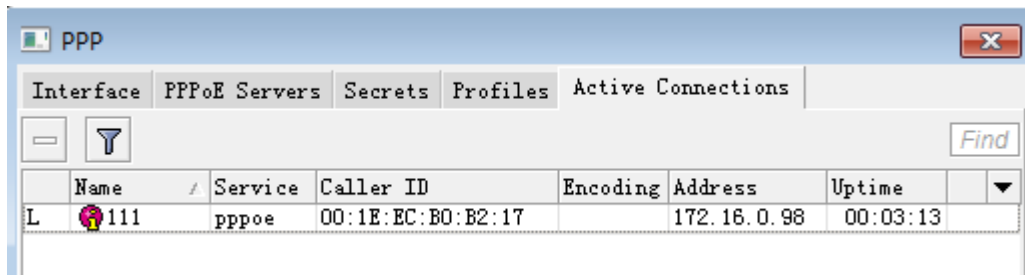 PPP
Interface PPPoE Servers Secrets Profiles Active Connections
Find
Name Service Caller ID Encoding Address Uptime
L 111 pppoe 00:1E:EC:B0:B2:17 172.16.0.98 00:03:13